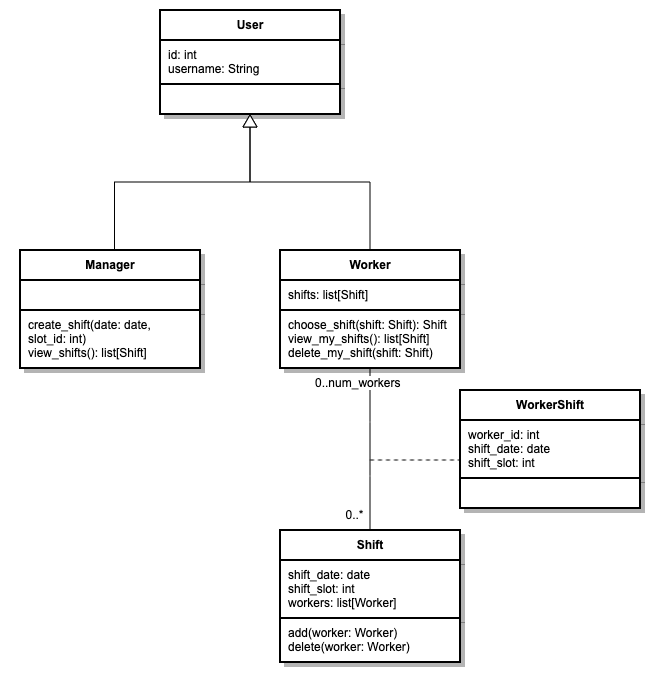 User
id: int
username: String
Manager
create_shift(date: date,
slot_id: int)
view_shifts(): list[Shift]
Worker
shifts: list[Shift]
choose_shift(shift: Shift): Shift
view_my_shifts(): list[Shift]
delete_my_shift(shift: Shift)
0..num_workers
WorkerShift
worker_id: int
shift_date: date
shift_slot: int
0..*
Shift
shift_date: date
shift_slot: int
workers: list[Worker]
add(worker: Worker)
delete(worker: Worker)